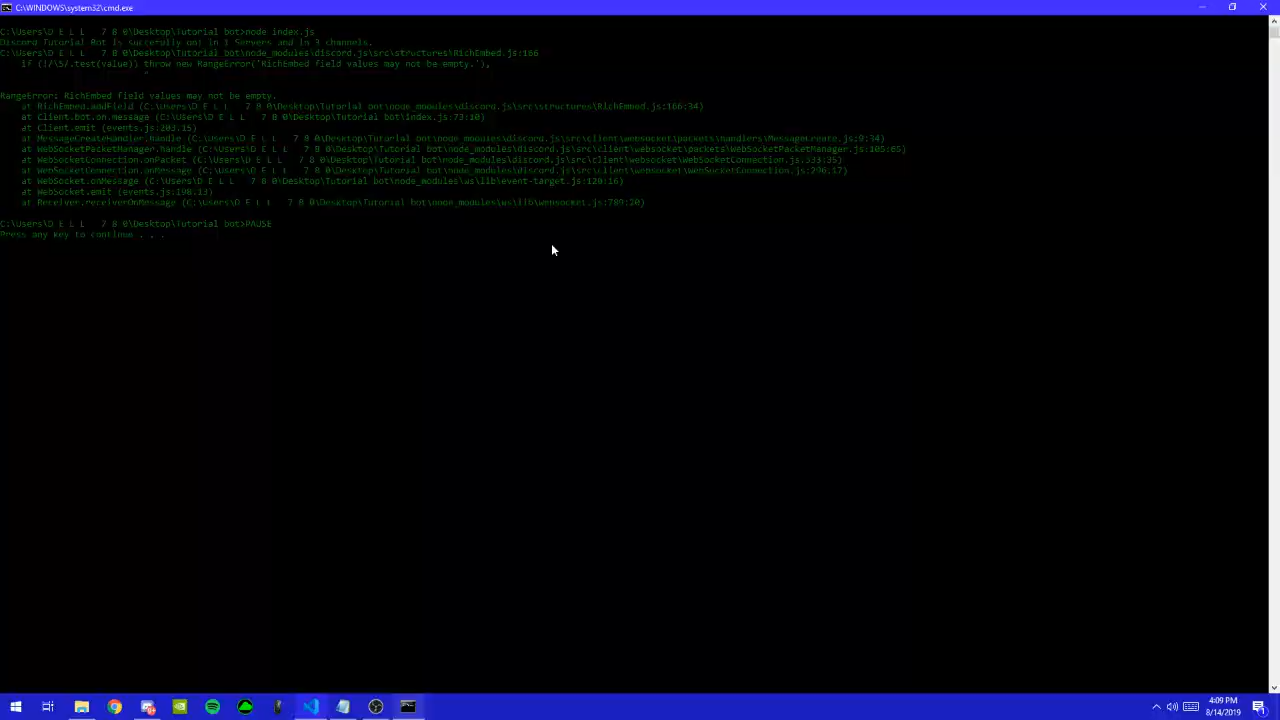 C:\WINDOWS\system32\cmd.exe
C:\Users\D E L L   7 8 0\Desktop\Tutorial bot>node index.js
Discord Tutorial Bot is succefully on! in 1 Servers and in 3 channels.
C:\Users\D E L L   7 8 0\Desktop\Tutorial bot\node_modules\discord.js\src\structures\RichEmbed.js:166
    if (!/\S/.test(value)) throw new RangeError('RichEmbed field values may not be empty.');
                           ^
RangeError: RichEmbed field values may not be empty.
    at RichEmbed.addField (C:\Users\D E L L   7 8 0\Desktop\Tutorial bot\node_modules\discord.js\src\structures\RichEmbed.js:166:34)
    at Client.bot.on.message (C:\Users\D E L L   7 8 0\Desktop\Tutorial bot\index.js:73:10)
    at Client.emit (events.js:203:15)
    at MessageCreateHandler.handle (C:\Users\D E L L   7 8 0\Desktop\Tutorial bot\node_modules\discord.js\src\client\websocket\packets\handlers\MessageCreate.js:9:34)
    at WebSocketPacketManager.handle (C:\Users\D E L L   7 8 0\Desktop\Tutorial bot\node_modules\discord.js\src\client\websocket\packets\WebSocketPacketManager.js:105:65)
    at WebSocketConnection.onPacket (C:\Users\D E L L   7 8 0\Desktop\Tutorial bot\node_modules\discord.js\src\client\websocket\WebSocketConnection.js:333:35)
    at WebSocketConnection.onMessage (C:\Users\D E L L   7 8 0\Desktop\Tutorial bot\node_modules\discord.js\src\client\websocket\WebSocketConnection.js:296:17)
    at WebSocket.onMessage (C:\Users\D E L L   7 8 0\Desktop\Tutorial bot\node_modules\ws\lib\event-target.js:120:16)
    at WebSocket.emit (events.js:198:13)
    at Receiver.receiverOnMessage (C:\Users\D E L L   7 8 0\Desktop\Tutorial bot\node_modules\ws\lib\websocket.js:789:20)
C:\Users\D E L L   7 8 0\Desktop\Tutorial bot>PAUSE
Press any key to continue . . .
4:09 PM
8/14/2019